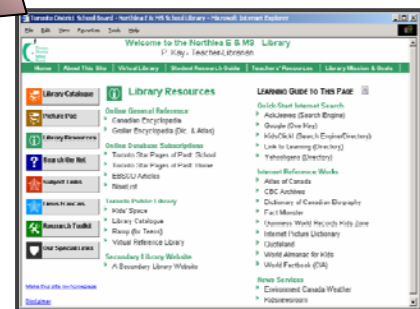 Toronto District School Board - Northlea E & MS School Library - Microsoft Internet Explorer
File Edit View Favorites Tools Help
Welcome to the Northlea E & MS Library
P. Kay, Teacher-Librarian
Home | About This Site | Virtual Library | Student Research Guide | Teachers' Resources | Library Mission & Goals
Library Catalogue
Picture Pad
Library Resources
Search the Net
Subject Links
Research Toolkit
Our Special Links
Make this site my homepage
Disclaimer
Library Resources
Online General Reference
Canadian Encyclopedia
Grolier Encyclopedia (Dic. & Atlas)
Online Database Subscriptions
Toronto Star Pages of Past: School
Toronto Star Pages of Past: Home
EBSCO Articles
NoveList
Toronto Public Library
Kids' Space
Library Catalogue
Ramp (for Teens)
Virtual Reference Library
Secondary Library Website
A Secondary Library Website
LEARNING GUIDE TO THIS PAGE
Quick-Start Internet Search
AskJeeves (Search Engine)
Google (One Key)
KidsClick! (Search Engine/Directory)
Link to Learning (Directory)
Yahooligans (Directory)
Internet Reference Works
Atlas of Canada
CBC Archives
Dictionary of Canadian Biography
Fact Monster
Guinness World Records Kids Zone
Internet Picture Dictionary
Quoteland
World Almanac for Kids
World Factbook (CIA)
News Services
Environment Canada Weather
Kidsnewsroom